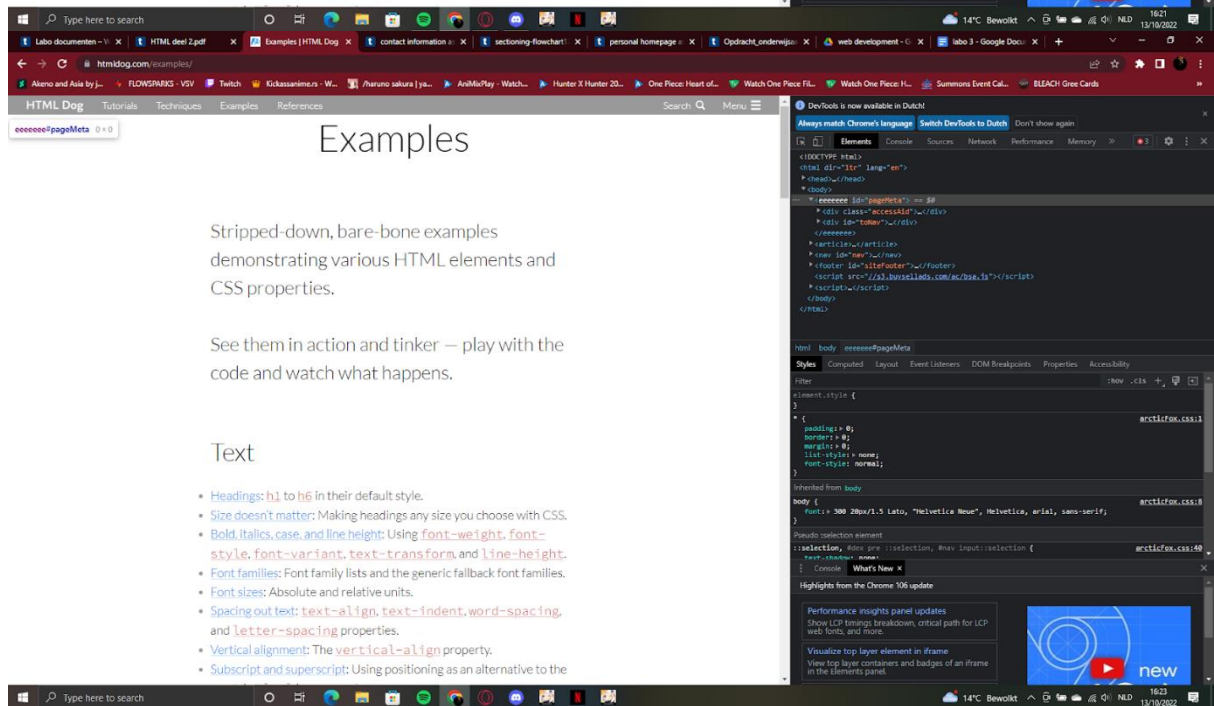 Type here to search
14°C Bewolkt
NLD
16:21
13/10/2022
Labo documenten – V
HTML deel 2.pdf
Examples | HTML Dog
contact information a
sectioning-flowchart
personal homepage a
Opdracht_onderwijsa
web development - G
labo 3 - Google Docu
htmldog.com/examples/
Akeno and Asia by j...
FLOWSPARKS - VSV
Twitch
Kickassanime.rs - W...
/haruno sakura | ya...
AniMixPlay - Watch...
Hunter X Hunter 20...
One Piece: Heart of...
Watch One Piece Fil...
Watch One Piece: H...
Summons Event Cal...
BLEACH Gree Cards
HTML Dog Tutorials Techniques Examples References Search Menu
eeeeeee#pageMeta 0 × 0
Examples
Stripped-down, bare-bone examples
demonstrating various HTML elements and
CSS properties.
See them in action and tinker — play with the
code and watch what happens.
Text
Headings: h1 to h6 in their default style.
Size doesn't matter: Making headings any size you choose with CSS.
Bold, italics, case, and line height: Using font-weight, font-
style, font-variant, text-transform, and line-height.
Font families: Font family lists and the generic fallback font families.
Font sizes: Absolute and relative units.
Spacing out text: text-align, text-indent, word-spacing,
and letter-spacing properties.
Vertical alignment: The vertical-align property.
Subscript and superscript: Using positioning as an alternative to the
DevTools is now available in Dutch!
Always match Chrome's language Switch DevTools to Dutch Don't show again
Elements Console Sources Network Performance Memory » 3
<!DOCTYPE html>
<html dir="ltr" lang="en">
<head>…</head>
<body>
<eeeeeee id="pageMeta"> == $0
<div class="accessAid">…</div>
<div id="toNav">…</div>
</eeeeeee>
<article>…</article>
<nav id="nav">…</nav>
<footer id="siteFooter">…</footer>
<script src="//s3.buysellads.com/ac/bsa.js"></script>
<script>…</script>
</body>
</html>
html body eeeeeee#pageMeta
Styles Computed Layout Event Listeners DOM Breakpoints Properties Accessibility
Filter :hov .cls +
element.style {
}
* { arcticFox.css:1
padding: 0;
border: 0;
margin: 0;
list-style: none;
font-style: normal;
}
Inherited from body
body { arcticFox.css:8
font: 300 20px/1.5 Lato, "Helvetica Neue", Helvetica, arial, sans-serif;
}
Pseudo ::selection element
::selection, #dex pre ::selection, #nav input::selection { arcticFox.css:40
text-shadow: none;
Console What's New ×
Highlights from the Chrome 106 update
Performance insights panel updates
Show LCP timings breakdown, critical path for LCP
web fonts, and more.
Visualize top layer element in iframe
View top layer containers and badges of an iframe
in the Elements panel.
new
Type here to search
14°C Bewolkt
NLD
16:23
13/10/2022